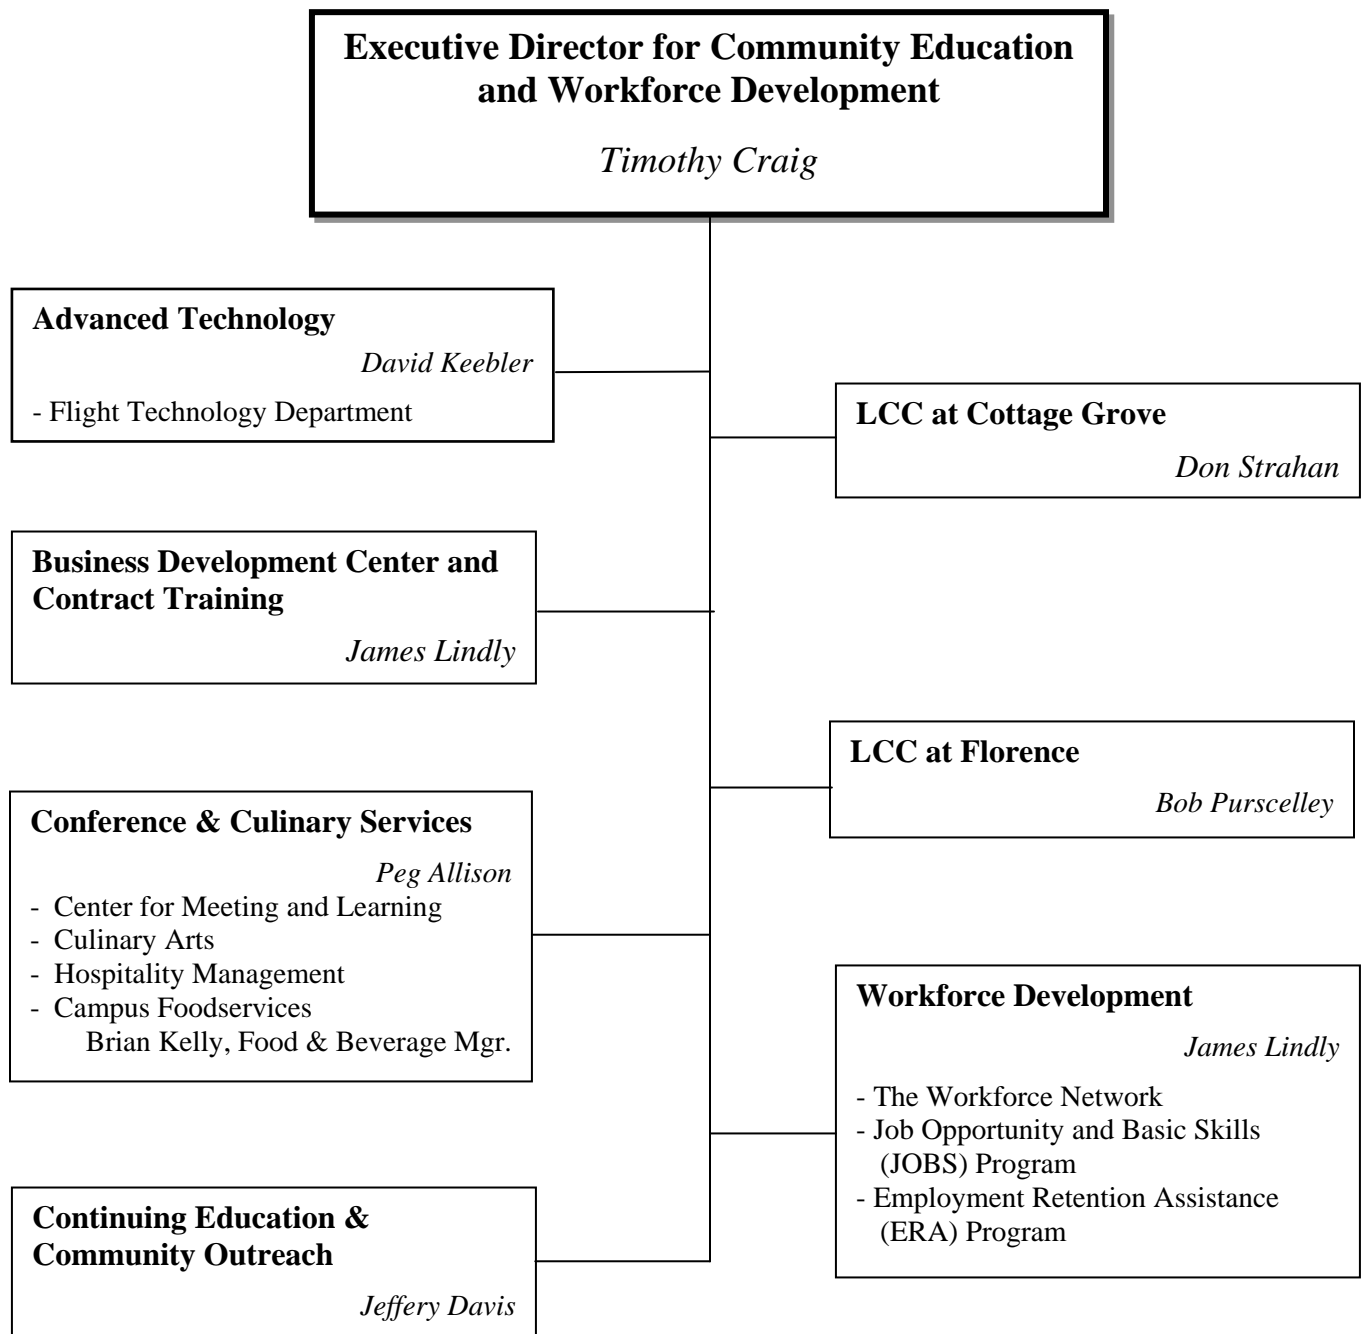 Executive Director for Community Education
and Workforce Development
Timothy Craig
Advanced Technology
David Keebler
- Flight Technology Department
LCC at Cottage Grove
Don Strahan
Business Development Center and
Contract Training
James Lindly
LCC at Florence
Bob Purscelley
Conference & Culinary Services
Peg Allison
- Center for Meeting and Learning
- Culinary Arts
- Hospitality Management
- Campus Foodservices
Brian Kelly, Food & Beverage Mgr.
Workforce Development
James Lindly
- The Workforce Network
- Job Opportunity and Basic Skills
(JOBS) Program
- Employment Retention Assistance
(ERA) Program
Continuing Education &
Community Outreach
Jeffery Davis